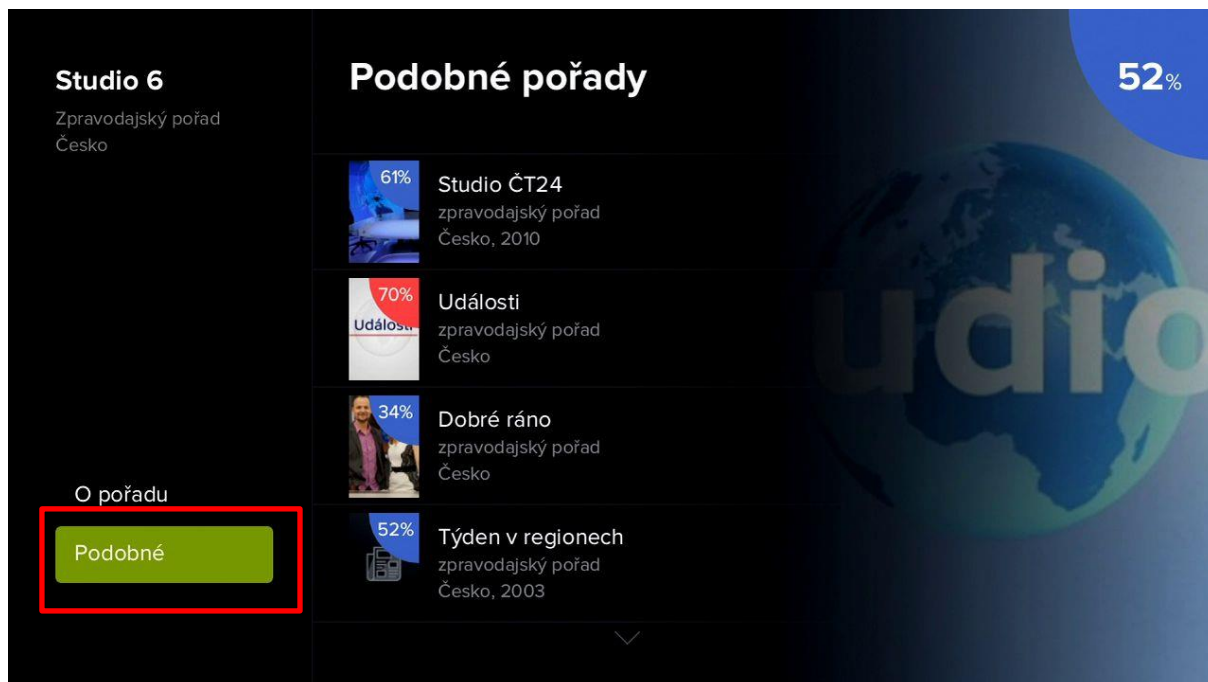 Studio 6
Zpravodajský pořad
Česko
O pořadu
Podobné
Podobné pořady
61%
Studio ČT24
zpravodajský pořad
Česko, 2010
70%
Události
Události
zpravodajský pořad
Česko
34%
Dobré ráno
zpravodajský pořad
Česko
52%
Týden v regionech
zpravodajský pořad
Česko, 2003
52%
udio